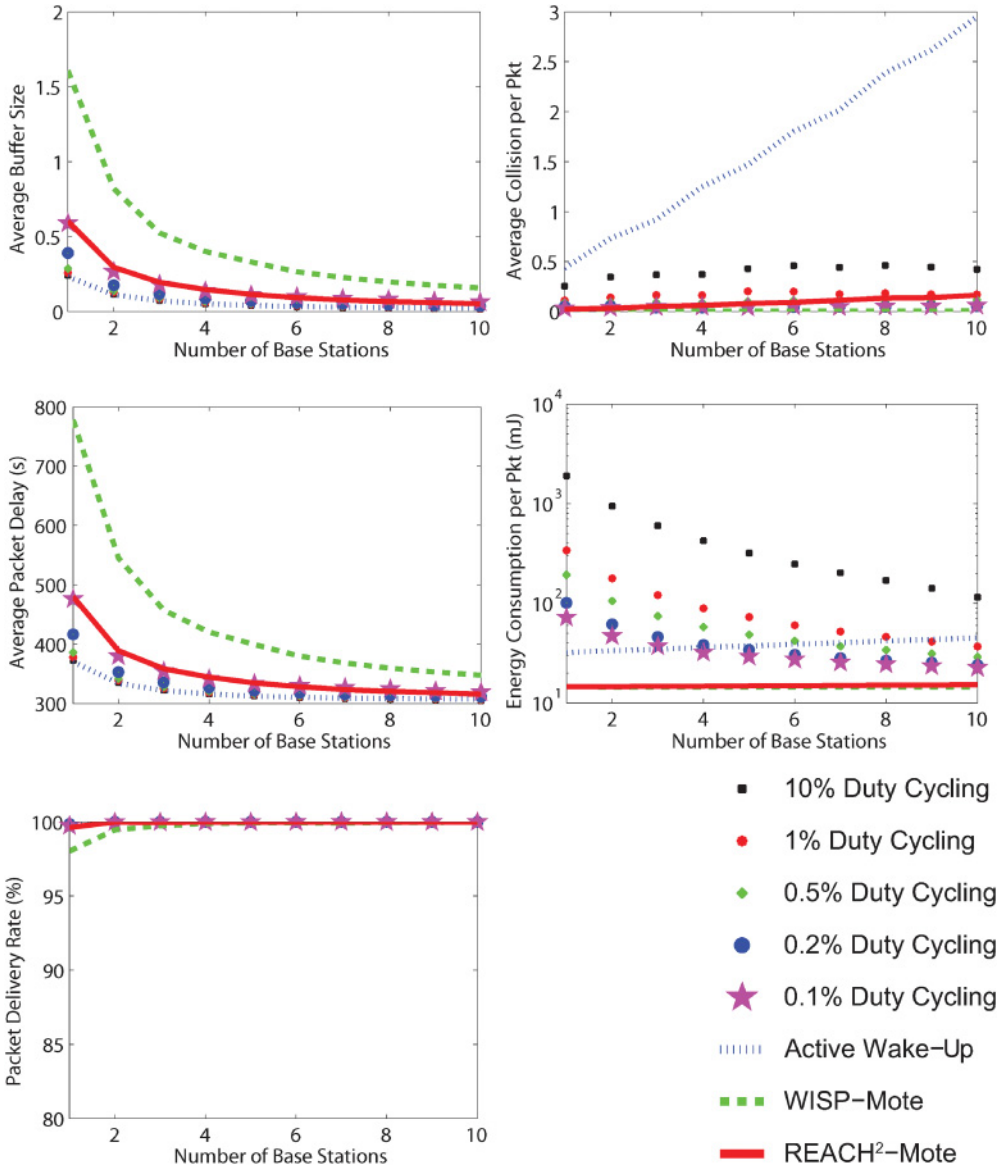 2
1.5
1
0.5
0
2
4
6
8
10
Average Buffer Size
Number of Base Stations
3
2.5
2
1.5
1
0.5
0
2
4
6
8
10
Average Collision per Pkt
Number of Base Stations
800
700
600
500
400
300
2
4
6
8
10
Average Packet Delay (s)
Number of Base Stations
10^4
10^3
10^2
10^1
2
4
6
8
10
Energy Consumption per Pkt (mJ)
Number of Base Stations
100
95
90
85
80
2
4
6
8
10
Packet Delivery Rate (%)
Number of Base Stations
10% Duty Cycling
1% Duty Cycling
0.5% Duty Cycling
0.2% Duty Cycling
0.1% Duty Cycling
Active Wake−Up
WISP−Mote
REACH²−Mote